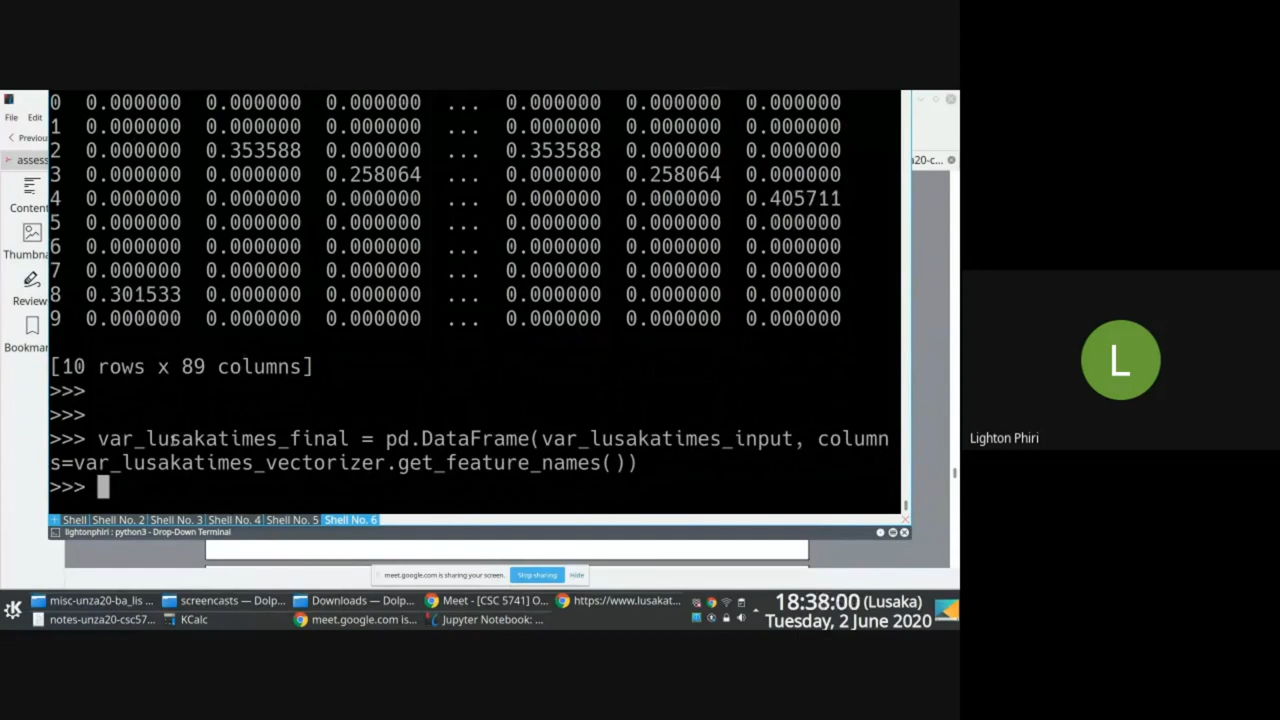 0 0.000000 0.000000 0.000000 ... 0.000000 0.000000 0.000000
File Edit
1 0.000000 0.000000 0.000000 ... 0.000000 0.000000 0.000000
Previou
2 0.000000 0.353588 0.000000 ... 0.353588 0.000000 0.000000
assess
a20-c...
3 0.000000 0.000000 0.258064 ... 0.000000 0.258064 0.000000
4 0.000000 0.000000 0.000000 ... 0.000000 0.000000 0.405711
Content
5 0.000000 0.000000 0.000000 ... 0.000000 0.000000 0.000000
6 0.000000 0.000000 0.000000 ... 0.000000 0.000000 0.000000
Thumbna
7 0.000000 0.000000 0.000000 ... 0.000000 0.000000 0.000000
8 0.301533 0.000000 0.000000 ... 0.000000 0.000000 0.000000
Review
9 0.000000 0.000000 0.000000 ... 0.000000 0.000000 0.000000
Bookmar
[10 rows x 89 columns]
>>>
>>>
>>> var_lusakatimes_final = pd.DataFrame(var_lusakatimes_input, column
s=var_lusakatimes_vectorizer.get_feature_names())
>>>
L
Lighton Phiri
Shell Shell No. 2 Shell No. 3 Shell No. 4 Shell No. 5 Shell No. 6
lightonphiri : python3 - Drop-Down Terminal
meet.google.com is sharing your screen. Stop sharing Hide
misc-unza20-ba_lis ... screencasts — Dolp... Downloads — Dolp... Meet - [CSC 5741] O... https://www.lusakat...
notes-unza20-csc57... KCalc meet.google.com is... Jupyter Notebook: ...
18:38:00 (Lusaka)
Tuesday, 2 June 2020